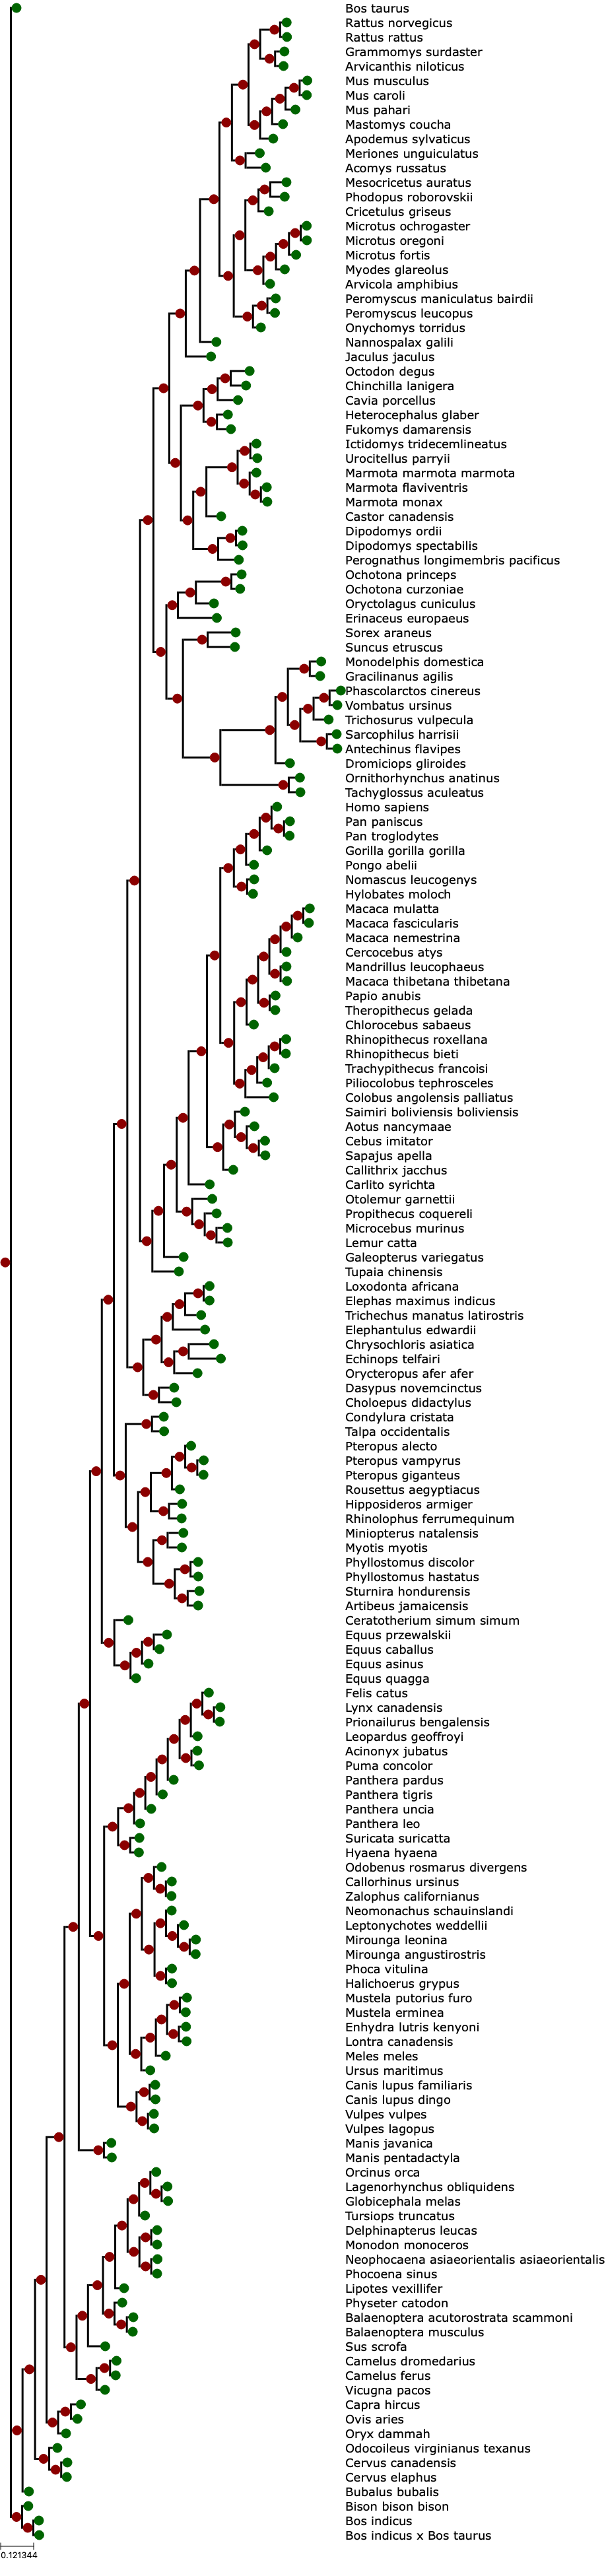 Bos taurus
Rattus norvegicus
Rattus rattus
Grammomys surdaster
Arvicanthis niloticus
Mus musculus
Mus caroli
Mus pahari
Mastomys coucha
Apodemus sylvaticus
Meriones unguiculatus
Acomys russatus
Mesocricetus auratus
Phodopus roborovskii
Cricetulus griseus
Microtus ochrogaster
Microtus oregoni
Microtus fortis
Myodes glareolus
Arvicola amphibius
Peromyscus maniculatus bairdii
Peromyscus leucopus
Onychomys torridus
Nannospalax galili
Jaculus jaculus
Octodon degus
Chinchilla lanigera
Cavia porcellus
Heterocephalus glaber
Fukomys damarensis
Ictidomys tridecemlineatus
Urocitellus parryii
Marmota marmota marmota
Marmota flaviventris
Marmota monax
Castor canadensis
Dipodomys ordii
Dipodomys spectabilis
Perognathus longimembris pacificus
Ochotona princeps
Ochotona curzoniae
Oryctolagus cuniculus
Erinaceus europaeus
Sorex araneus
Suncus etruscus
Monodelphis domestica
Gracilinanus agilis
Phascolarctos cinereus
Vombatus ursinus
Trichosurus vulpecula
Sarcophilus harrisii
Antechinus flavipes
Dromiciops gliroides
Ornithorhynchus anatinus
Tachyglossus aculeatus
Homo sapiens
Pan paniscus
Pan troglodytes
Gorilla gorilla gorilla
Pongo abelii
Nomascus leucogenys
Hylobates moloch
Macaca mulatta
Macaca fascicularis
Macaca nemestrina
Cercocebus atys
Mandrillus leucophaeus
Macaca thibetana thibetana
Papio anubis
Theropithecus gelada
Chlorocebus sabaeus
Rhinopithecus roxellana
Rhinopithecus bieti
Trachypithecus francoisi
Piliocolobus tephrosceles
Colobus angolensis palliatus
Saimiri boliviensis boliviensis
Aotus nancymaae
Cebus imitator
Sapajus apella
Callithrix jacchus
Carlito syrichta
Otolemur garnettii
Propithecus coquereli
Microcebus murinus
Lemur catta
Galeopterus variegatus
Tupaia chinensis
Loxodonta africana
Elephas maximus indicus
Trichechus manatus latirostris
Elephantulus edwardii
Chrysochloris asiatica
Echinops telfairi
Orycteropus afer afer
Dasypus novemcinctus
Choloepus didactylus
Condylura cristata
Talpa occidentalis
Pteropus alecto
Pteropus vampyrus
Pteropus giganteus
Rousettus aegyptiacus
Hipposideros armiger
Rhinolophus ferrumequinum
Miniopterus natalensis
Myotis myotis
Phyllostomus discolor
Phyllostomus hastatus
Sturnira hondurensis
Artibeus jamaicensis
Ceratotherium simum simum
Equus przewalskii
Equus caballus
Equus asinus
Equus quagga
Felis catus
Lynx canadensis
Prionailurus bengalensis
Leopardus geoffroyi
Acinonyx jubatus
Puma concolor
Panthera pardus
Panthera tigris
Panthera uncia
Panthera leo
Suricata suricatta
Hyaena hyaena
Odobenus rosmarus divergens
Callorhinus ursinus
Zalophus californianus
Neomonachus schauinslandi
Leptonychotes weddellii
Mirounga leonina
Mirounga angustirostris
Phoca vitulina
Halichoerus grypus
Mustela putorius furo
Mustela erminea
Enhydra lutris kenyoni
Lontra canadensis
Meles meles
Ursus maritimus
Canis lupus familiaris
Canis lupus dingo
Vulpes vulpes
Vulpes lagopus
Manis javanica
Manis pentadactyla
Orcinus orca
Lagenorhynchus obliquidens
Globicephala melas
Tursiops truncatus
Delphinapterus leucas
Monodon monoceros
Neophocaena asiaeorientalis asiaeorientalis
Phocoena sinus
Lipotes vexillifer
Physeter catodon
Balaenoptera acutorostrata scammoni
Balaenoptera musculus
Sus scrofa
Camelus dromedarius
Camelus ferus
Vicugna pacos
Capra hircus
Ovis aries
Oryx dammah
Odocoileus virginianus texanus
Cervus canadensis
Cervus elaphus
Bubalus bubalis
Bison bison bison
Bos indicus
Bos indicus x Bos taurus
0.121344